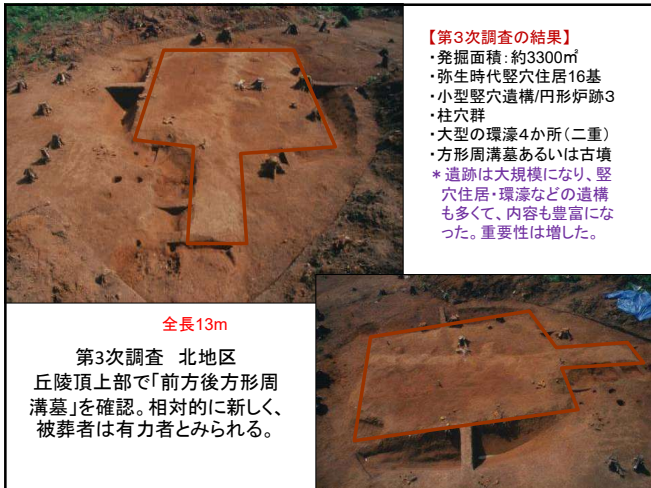 【第3次調査の結果】
・発掘面積:約3300㎡
・弥生時代竪穴住居16基
・小型竪穴遺構/円形炉跡3
・柱穴群
・大型の環濠4か所(二重)
・方形周溝墓あるいは古墳
*遺跡は大規模になり、竪
穴住居・環濠などの遺構
も多くて、内容も豊富にな
った。重要性は増した。
全長13m
第3次調査 北地区
丘陵頂上部で「前方後方形周
溝墓」を確認。相対的に新しく、
被葬者は有力者とみられる。